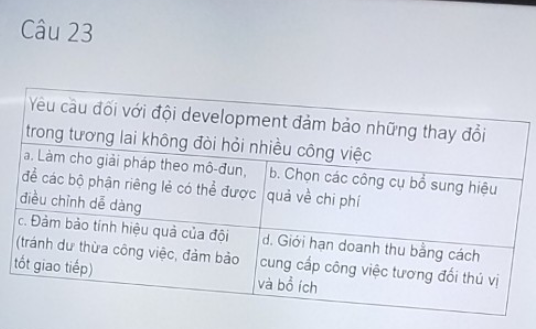 Câu 23
Yêu cầu đối với đội development đảm bảo những thay đổi
trong tương lai không đòi hỏi nhiều công việc
a. Làm cho giải pháp theo mô-đun,
để các bộ phận riêng lẻ có thể được
điều chỉnh dễ dàng
b. Chọn các công cụ bổ sung hiệu
quả về chi phí
c. Đảm bảo tính hiệu quả của đội
(tránh dư thừa công việc, đảm bảo
tốt giao tiếp)
d. Giới hạn doanh thu bằng cách
cung cấp công việc tương đối thú vị
và bổ ích